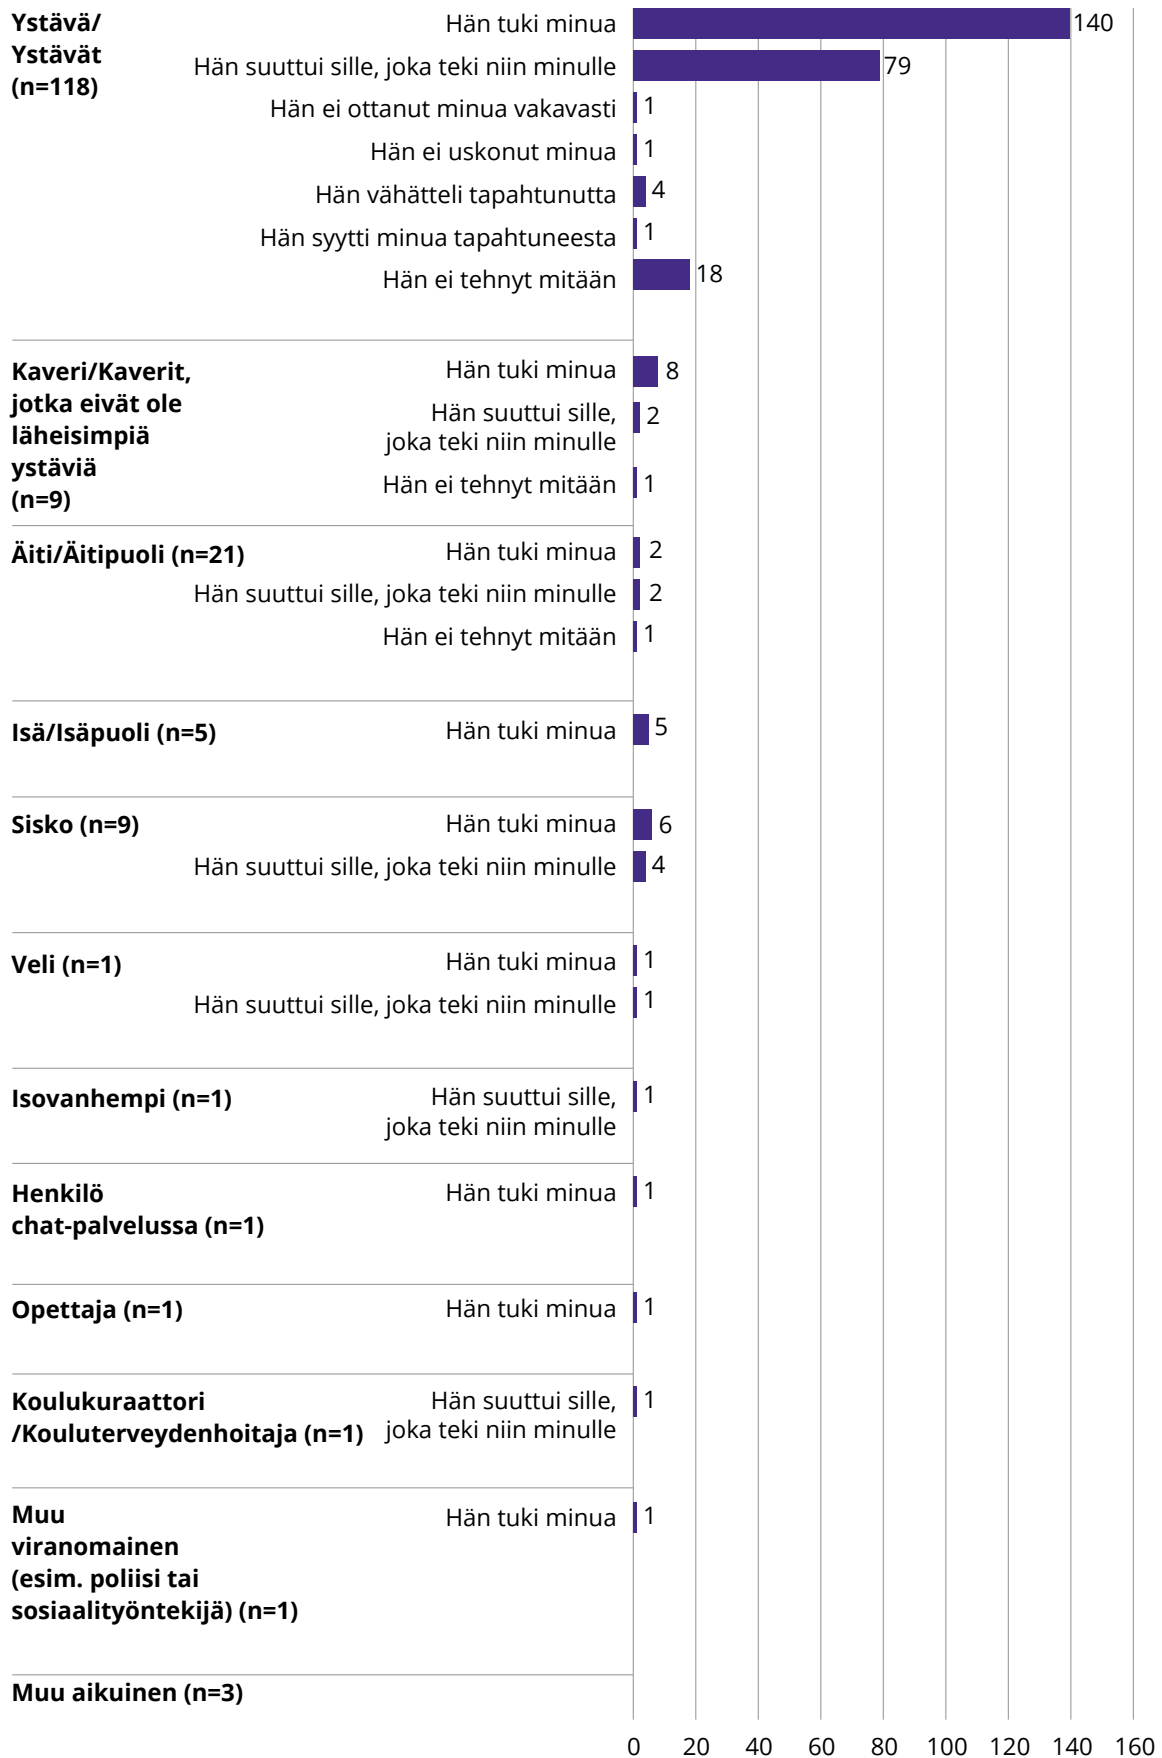 Ystävä/
Ystävät
(n=118)
Hän tuki minua 140
Hän suuttui sille, joka teki niin minulle 79
Hän ei ottanut minua vakavasti 1
Hän ei uskonut minua 1
Hän vähätteli tapahtunutta 4
Hän syytti minua tapahtuneesta 1
Hän ei tehnyt mitään 18
Kaveri/Kaverit,
jotka eivät ole
läheisimpiä
ystäviä
(n=9)
Hän tuki minua 8
Hän suuttui sille,
joka teki niin minulle 2
Hän ei tehnyt mitään 1
Äiti/Äitipuoli (n=21)
Hän tuki minua 2
Hän suuttui sille, joka teki niin minulle 2
Hän ei tehnyt mitään 1
Isä/Isäpuoli (n=5)
Hän tuki minua 5
Sisko (n=9)
Hän tuki minua 6
Hän suuttui sille, joka teki niin minulle 4
Veli (n=1)
Hän tuki minua 1
Hän suuttui sille, joka teki niin minulle 1
Isovanhempi (n=1)
Hän suuttui sille,
joka teki niin minulle 1
Henkilö
chat-palvelussa (n=1)
Hän tuki minua 1
Opettaja (n=1)
Hän tuki minua 1
Koulukuraattori
/Kouluterveydenhoitaja (n=1)
Hän suuttui sille,
joka teki niin minulle 1
Muu
viranomainen
(esim. poliisi tai
sosiaalityöntekijä) (n=1)
Hän tuki minua 1
Muu aikuinen (n=3)
0 20 40 60 80 100 120 140 160